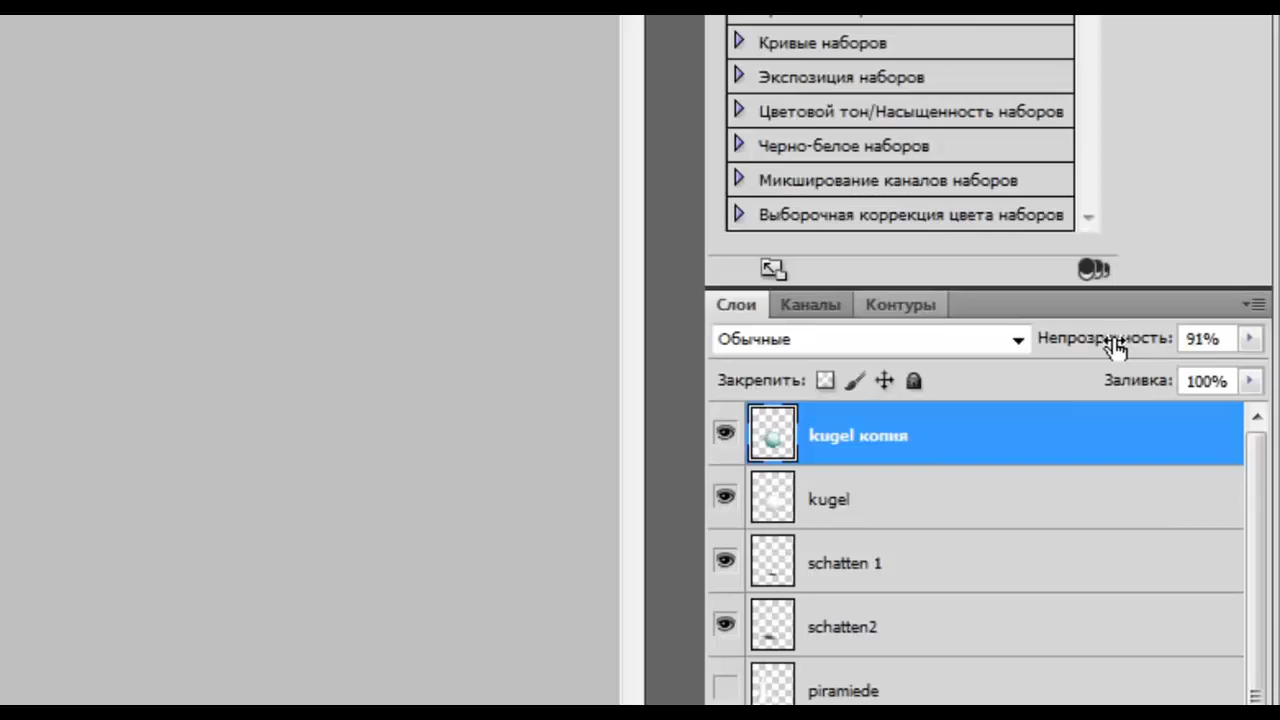 Кривые наборов
Экспозиция наборов
Цветовой тон/Насыщенность наборов
Черно-белое наборов
Микширование каналов наборов
Выборочная коррекция цвета наборов
Слои Каналы Контуры
Обычные Непрозрачность: 91%
Закрепить: Заливка: 100%
kugel копия
kugel
schatten 1
schatten2
piramiede